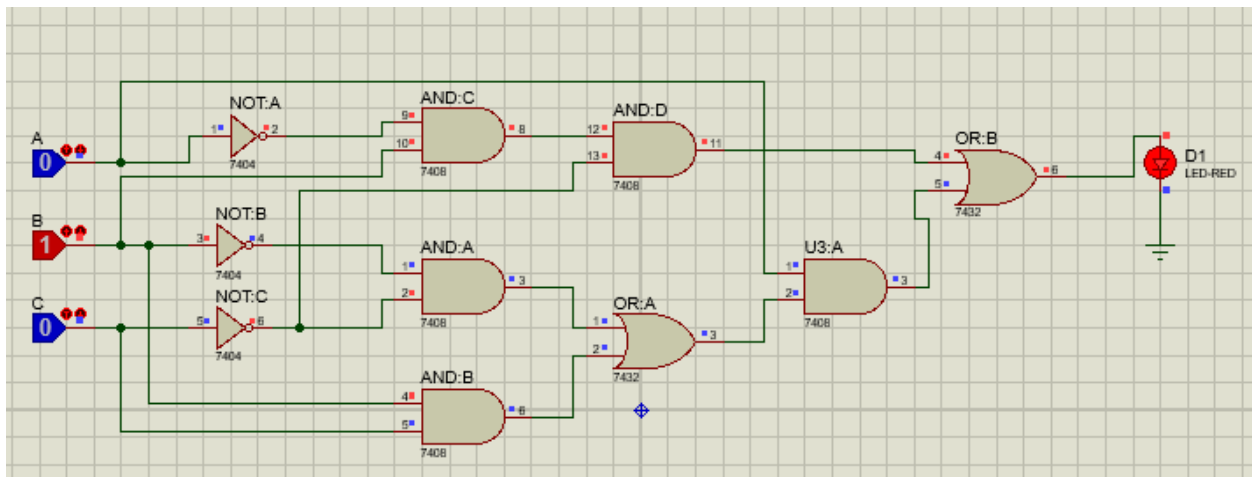 A
0
B
1
C
0
NOT:A
1 2
7404
NOT:B
3 4
7404
NOT:C
5 6
7404
AND:C
9
10
8
7408
AND:D
12
13
11
7408
AND:A
1
2
3
7408
AND:B
4
5
6
7408
OR:A
1
2
3
7432
U3:A
1
2
3
7408
OR:B
4
5
6
7432
D1
LED-RED